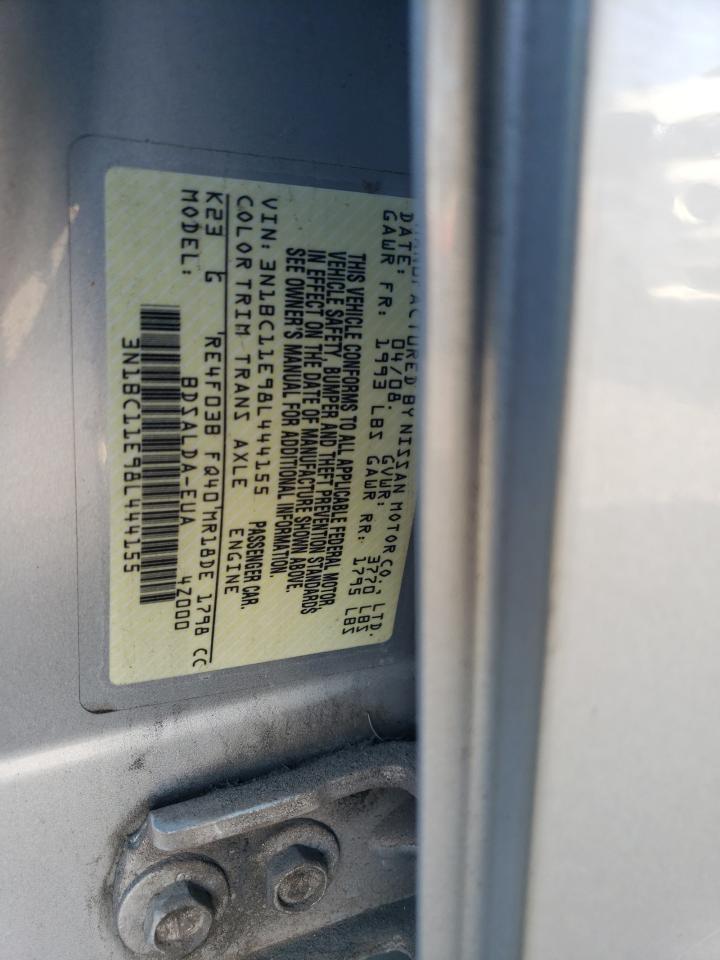 MANUFACTURED BY NISSAN MOTOR CO., LTD.
DATE: 04/08. GVWR: 3770 LBS
GAWR FR: 1993 LBS GAWR RR: 1795 LBS
THIS VEHICLE CONFORMS TO ALL APPLICABLE FEDERAL MOTOR,
VEHICLE SAFETY, BUMPER AND THEFT PREVENTION STANDARDS
IN EFFECT ON THE DATE OF MANUFACTURE SHOWN ABOVE.
SEE OWNER'S MANUAL FOR ADDITIONAL INFORMATION.
VIN: 3N1BC11E98L444155 PASSENGER CAR.
COLOR TRIM TRANS AXLE ENGINE
K23 G RE4F03B FQ40 MR18DE 1798 CC
MODEL: BDSALDA-EUA 4Z000
3N1BC11E98L444155